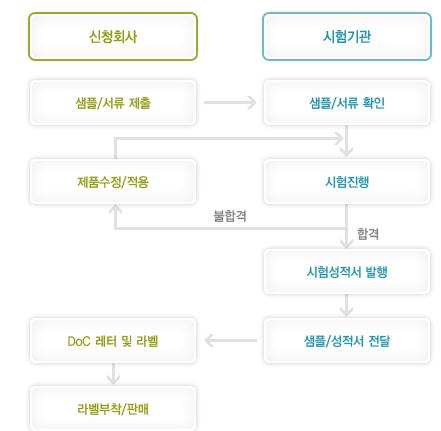 신청회사
시험기관
샘플/서류 제출
샘플/서류 확인
제품수정/적용
시험진행
불합격
합격
시험성적서 발행
DoC 레터 및 라벨
샘플/성적서 전달
라벨부착/판매